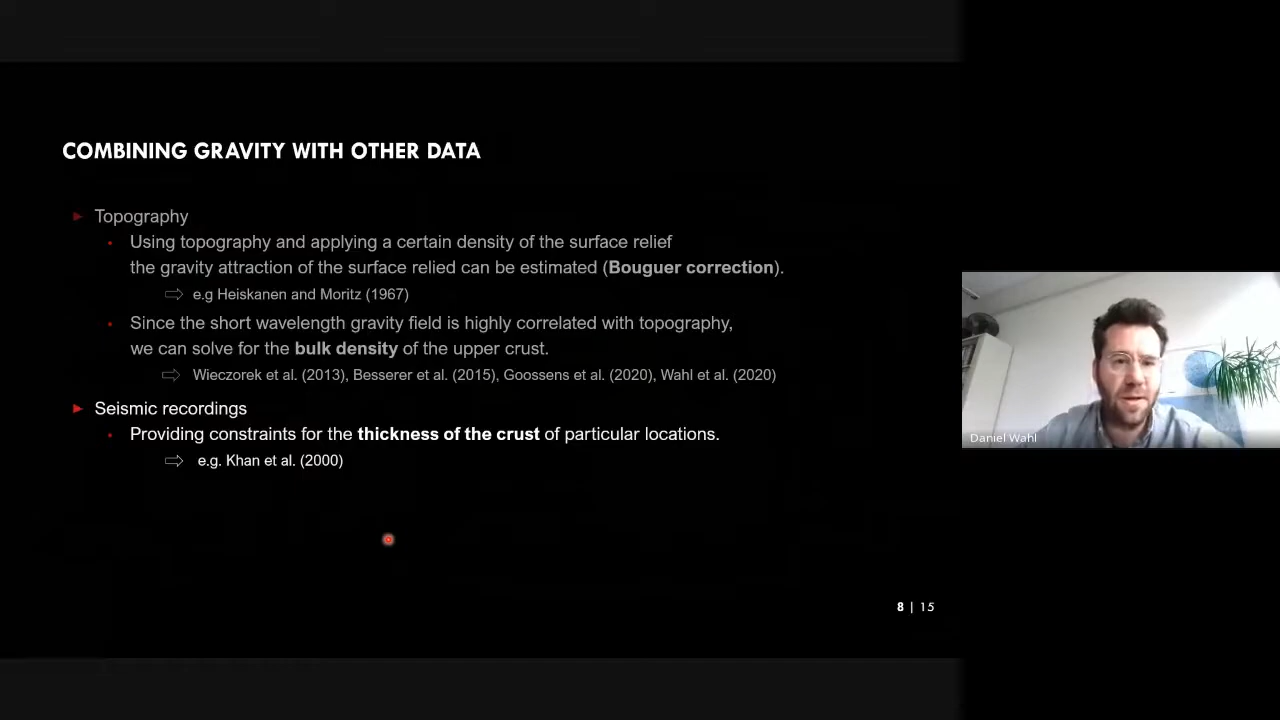 COMBINING GRAVITY WITH OTHER DATA
Topography
Using topography and applying a certain density of the surface relief
the gravity attraction of the surface relied can be estimated (Bouguer correction).
e.g Heiskanen and Moritz (1967)
Since the short wavelength gravity field is highly correlated with topography,
we can solve for the bulk density of the upper crust.
Wieczorek et al. (2013), Besserer et al. (2015), Goossens et al. (2020), Wahl et al. (2020)
Seismic recordings
Providing constraints for the thickness of the crust of particular locations.
e.g. Khan et al. (2000)
8 | 15
Daniel Wahl